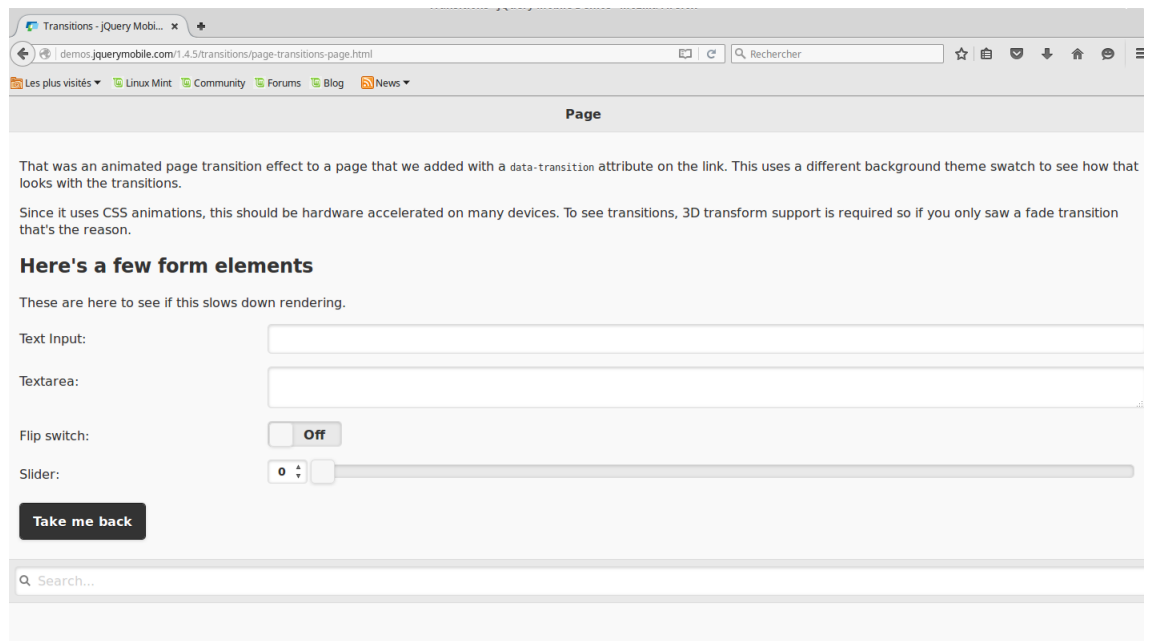 Transitions - jQuery Mobi...
demos.jquerymobile.com/1.4.5/transitions/page-transitions-page.html
Rechercher
Les plus visités Linux Mint Community Forums Blog News
Page
That was an animated page transition effect to a page that we added with a data-transition attribute on the link. This uses a different background theme swatch to see how that
looks with the transitions.
Since it uses CSS animations, this should be hardware accelerated on many devices. To see transitions, 3D transform support is required so if you only saw a fade transition
that's the reason.
Here's a few form elements
These are here to see if this slows down rendering.
Text Input:
Textarea:
Flip switch:
Off
Slider:
0
Take me back
Search...